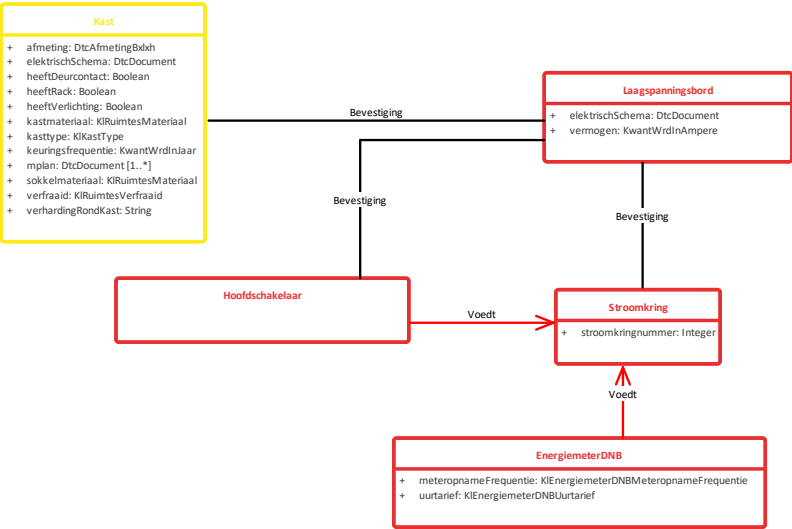 Kast
+ afmeting: DtcAfmetingBxlxh
+ elektrischSchema: DtcDocument
+ heeftDeurcontact: Boolean
+ heeftRack: Boolean
+ heeftVerlichting: Boolean
+ kastmateriaal: KlRuimtesMateriaal
+ kasttype: KlKastType
+ keuringsfrequentie: KwantWrdInJaar
+ mplan: DtcDocument [1..*]
+ sokkelmateriaal: KlRuimtesMateriaal
+ verfraaid: KlRuimtesVerfraaid
+ verhardingRondKast: String
Bevestiging
Laagspanningsbord
+ elektrischSchema: DtcDocument
+ vermogen: KwantWrdInAmpere
Bevestiging
Bevestiging
Hoofdschakelaar
Voedt
Stroomkring
+ stroomkringnummer: Integer
Voedt
EnergiemeterDNB
+ meteropnameFrequentie: KlEnergiemeterDNBMeteropnameFrequentie
+ uurtarief: KlEnergiemeterDNBUurtarief